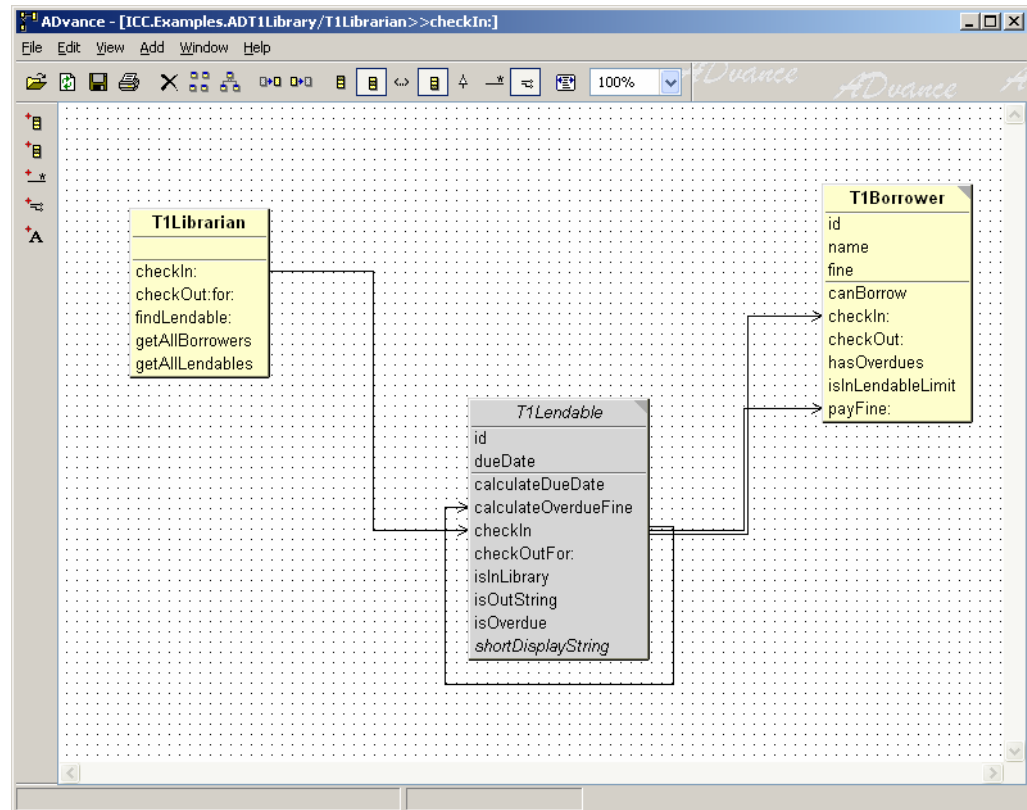 ADvance - [ICC.Examples.ADT1Library/T1Librarian>>checkIn:]
File Edit View Add Window Help
100%
ADvance
ADvance
A
T1Librarian
checkIn:
checkOut:for:
findLendable:
getAllBorrowers
getAllLendables
T1Borrower
id
name
fine
canBorrow
checkIn:
checkOut:
hasOverdues
isInLendableLimit
payFine:
T1Lendable
id
dueDate
calculateDueDate
calculateOverdueFine
checkIn
checkOutFor:
isInLibrary
isOutString
isOverdue
shortDisplayString